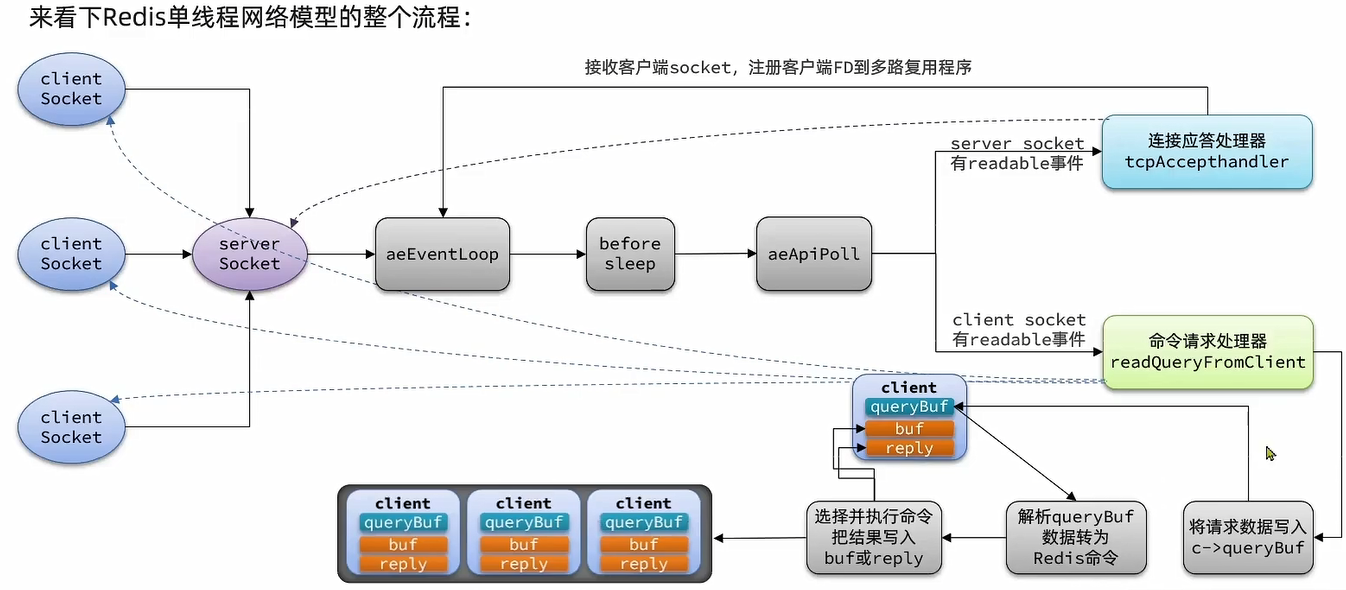 来看下Redis单线程网络模型的整个流程：
接收客户端socket，注册客户端FD到多路复用程序
client
Socket
client
Socket
client
Socket
server
Socket
aeEventLoop
before
sleep
aeApiPoll
server socket
有readable事件
连接应答处理器
tcpAccepthandler
client socket
有readable事件
命令请求处理器
readQueryFromClient
client
queryBuf
buf
reply
将请求数据写入
c->queryBuf
解析queryBuf
数据转为
Redis命令
选择并执行命令
把结果写入
buf或reply
client
queryBuf
buf
reply
client
queryBuf
buf
reply
client
queryBuf
buf
reply